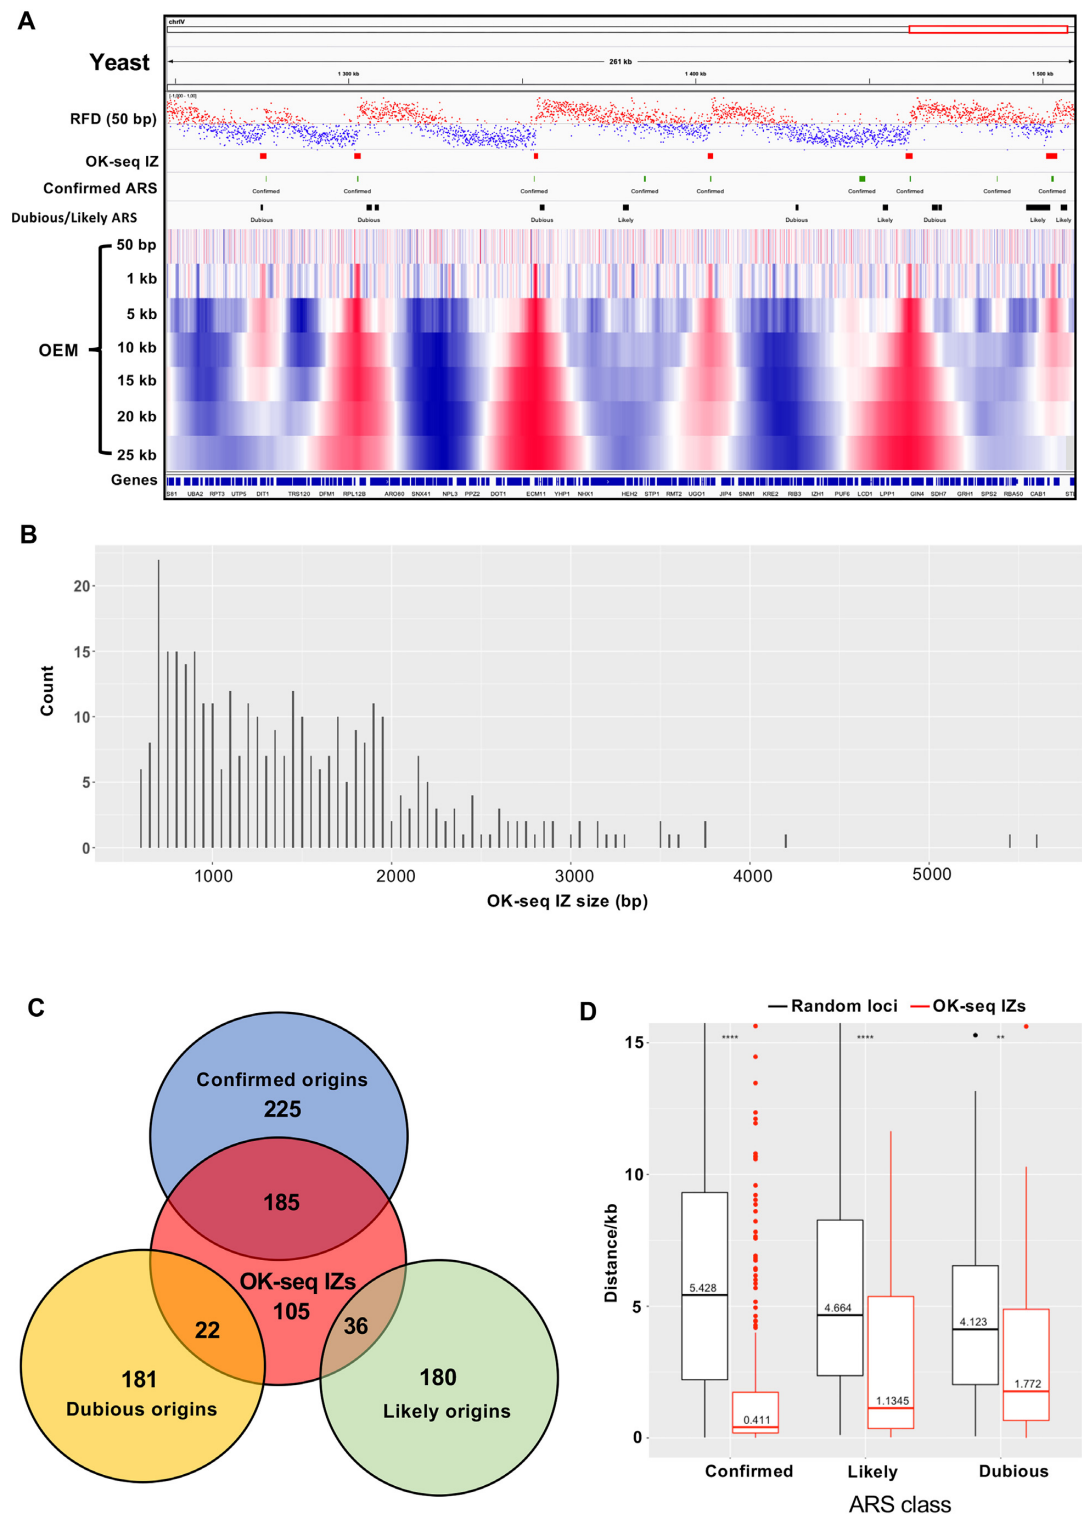 A
Yeast
chrIV
261 kb
1 300 kb
1 400 kb
1 500 kb
RFD (50 bp)
OK-seq IZ
Confirmed ARS
Confirmed Confirmed Confirmed Confirmed Confirmed Confirmed Confirmed Confirmed Confirmed
Dubious/Likely ARS
Dubious Dubious Dubious Likely Dubious Likely Dubious Likely Likely
OEM
50 bp
1 kb
5 kb
10 kb
15 kb
20 kb
25 kb
Genes
S81 UBA2 RPT3 UTP5 DIT1 TRS120 DFM1 RPL12B ARO80 SNX41 NPL3 PPZ2 DOT1 ECM11 YHP1 NHX1 HEH2 STP1 RMT2 UGO1 JIP4 SNM1 KRE2 RIB3 IZH1 PUF6 LCD1 LPP1 GIN4 SDH7 GRH1 SPS2 RBA50 CAB1
B
Count
20
15
10
5
0
1000 2000 3000 4000 5000
OK-seq IZ size (bp)
C
Confirmed origins
225
185
OK-seq IZs
105
22
36
181
Dubious origins
180
Likely origins
D
Random loci OK-seq IZs
**** **** **
Distance/kb
15
10
5
0
5.428
0.411
4.664
1.1345
4.123
1.772
Confirmed Likely Dubious
ARS class